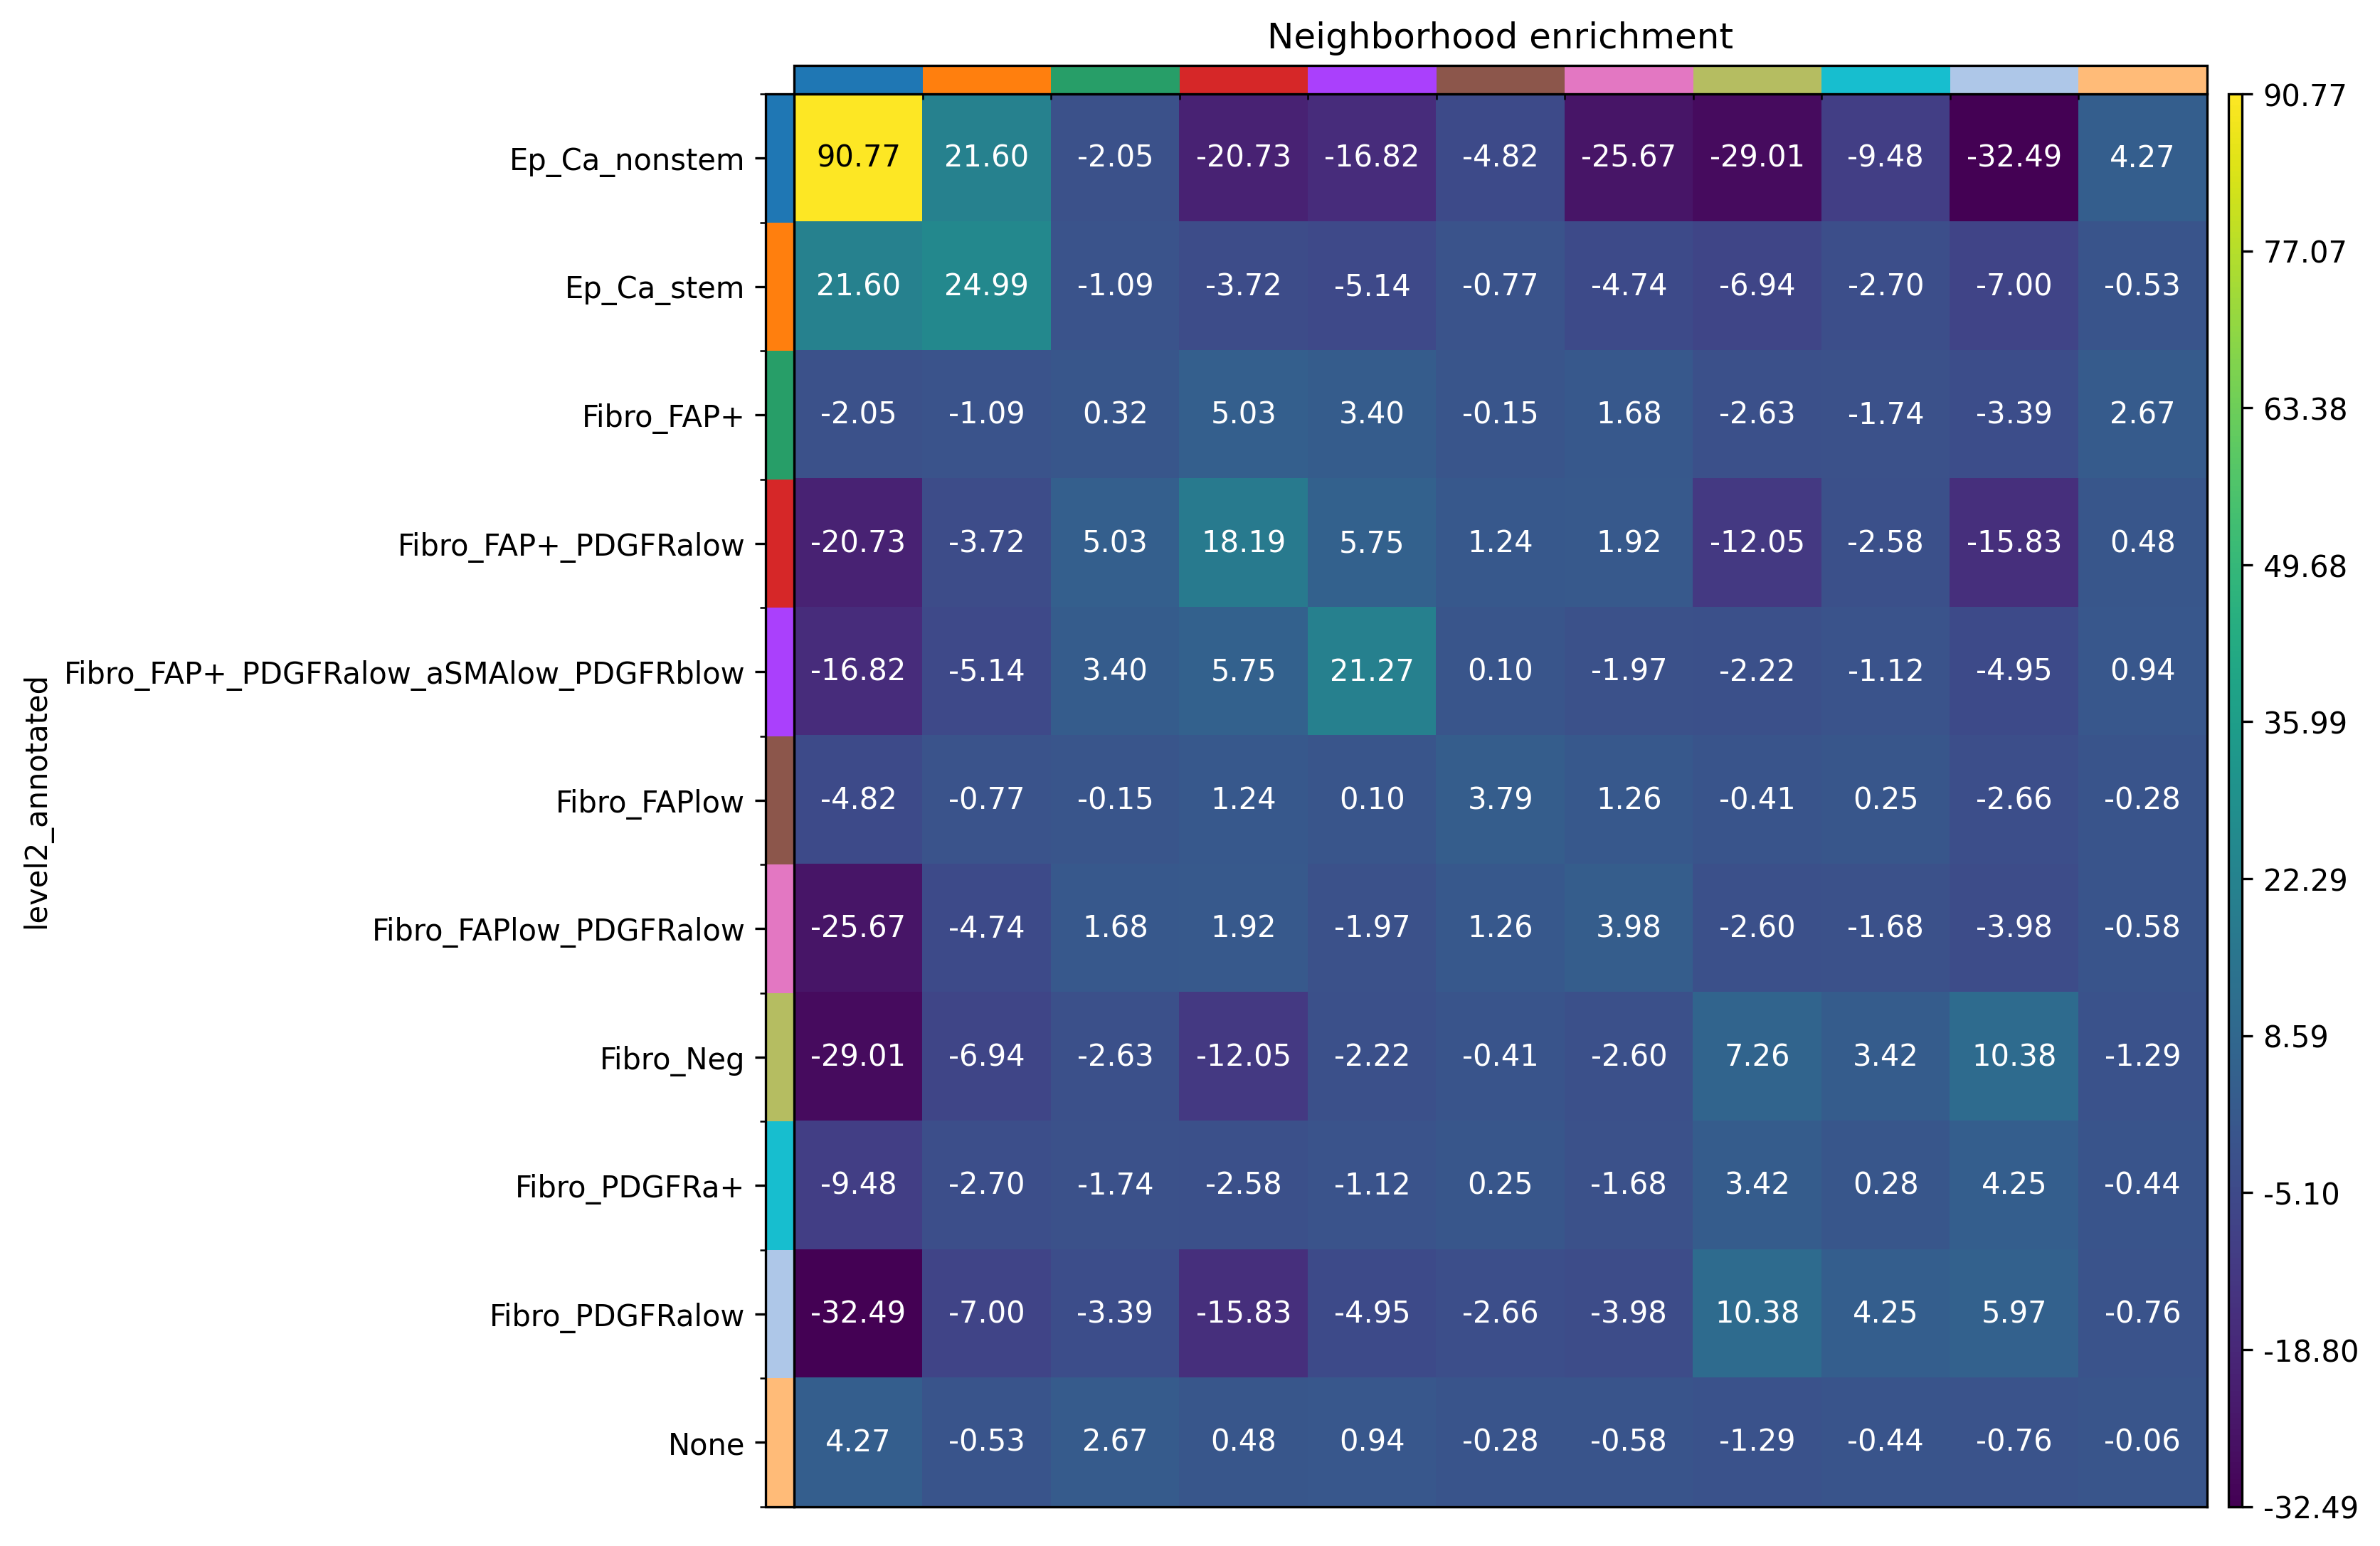 Neighborhood enrichment
level2_annotated
Ep_Ca_nonstem 90.77 21.60 -2.05 -20.73 -16.82 -4.82 -25.67 -29.01 -9.48 -32.49 4.27
Ep_Ca_stem 21.60 24.99 -1.09 -3.72 -5.14 -0.77 -4.74 -6.94 -2.70 -7.00 -0.53
Fibro_FAP+ -2.05 -1.09 0.32 5.03 3.40 -0.15 1.68 -2.63 -1.74 -3.39 2.67
Fibro_FAP+_PDGFRalow -20.73 -3.72 5.03 18.19 5.75 1.24 1.92 -12.05 -2.58 -15.83 0.48
Fibro_FAP+_PDGFRalow_aSMAlow_PDGFRblow -16.82 -5.14 3.40 5.75 21.27 0.10 -1.97 -2.22 -1.12 -4.95 0.94
Fibro_FAPlow -4.82 -0.77 -0.15 1.24 0.10 3.79 1.26 -0.41 0.25 -2.66 -0.28
Fibro_FAPlow_PDGFRalow -25.67 -4.74 1.68 1.92 -1.97 1.26 3.98 -2.60 -1.68 -3.98 -0.58
Fibro_Neg -29.01 -6.94 -2.63 -12.05 -2.22 -0.41 -2.60 7.26 3.42 10.38 -1.29
Fibro_PDGFRa+ -9.48 -2.70 -1.74 -2.58 -1.12 0.25 -1.68 3.42 0.28 4.25 -0.44
Fibro_PDGFRalow -32.49 -7.00 -3.39 -15.83 -4.95 -2.66 -3.98 10.38 4.25 5.97 -0.76
None 4.27 -0.53 2.67 0.48 0.94 -0.28 -0.58 -1.29 -0.44 -0.76 -0.06
90.77
77.07
63.38
49.68
35.99
22.29
8.59
-5.10
-18.80
-32.49